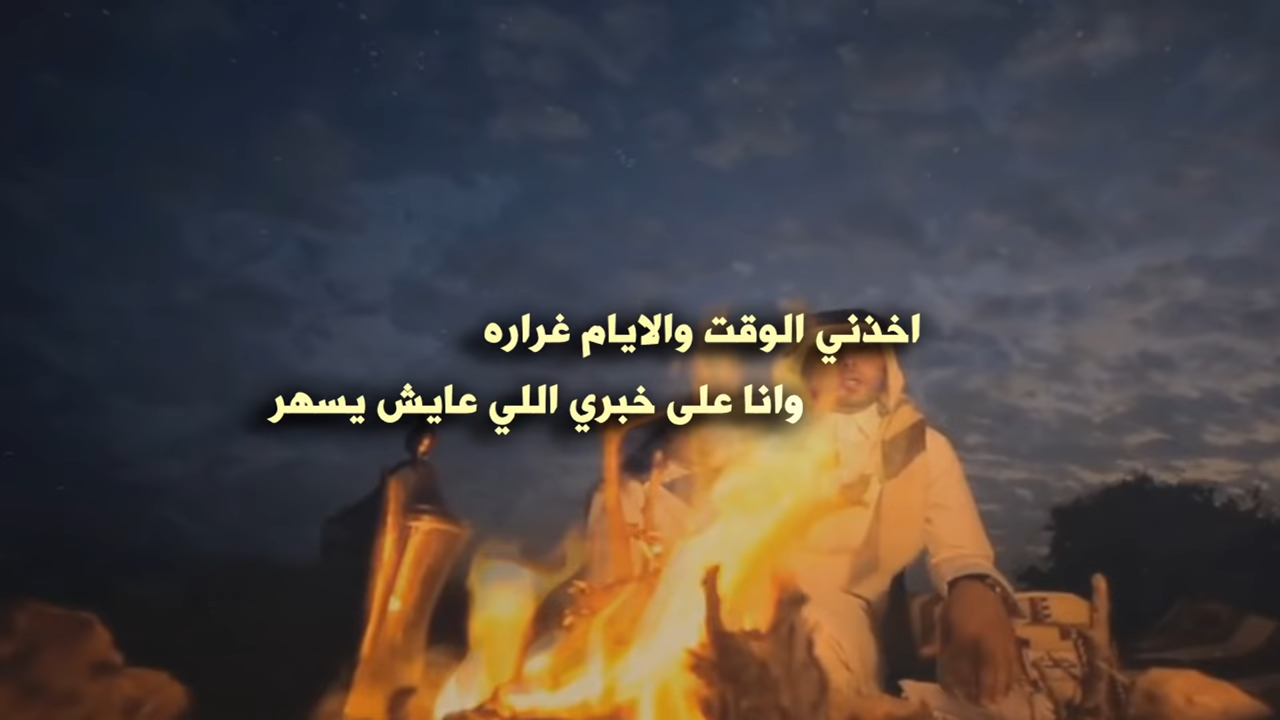 اخذني الوقت والايام غراره
وانا على خبري اللي عايش يسهر